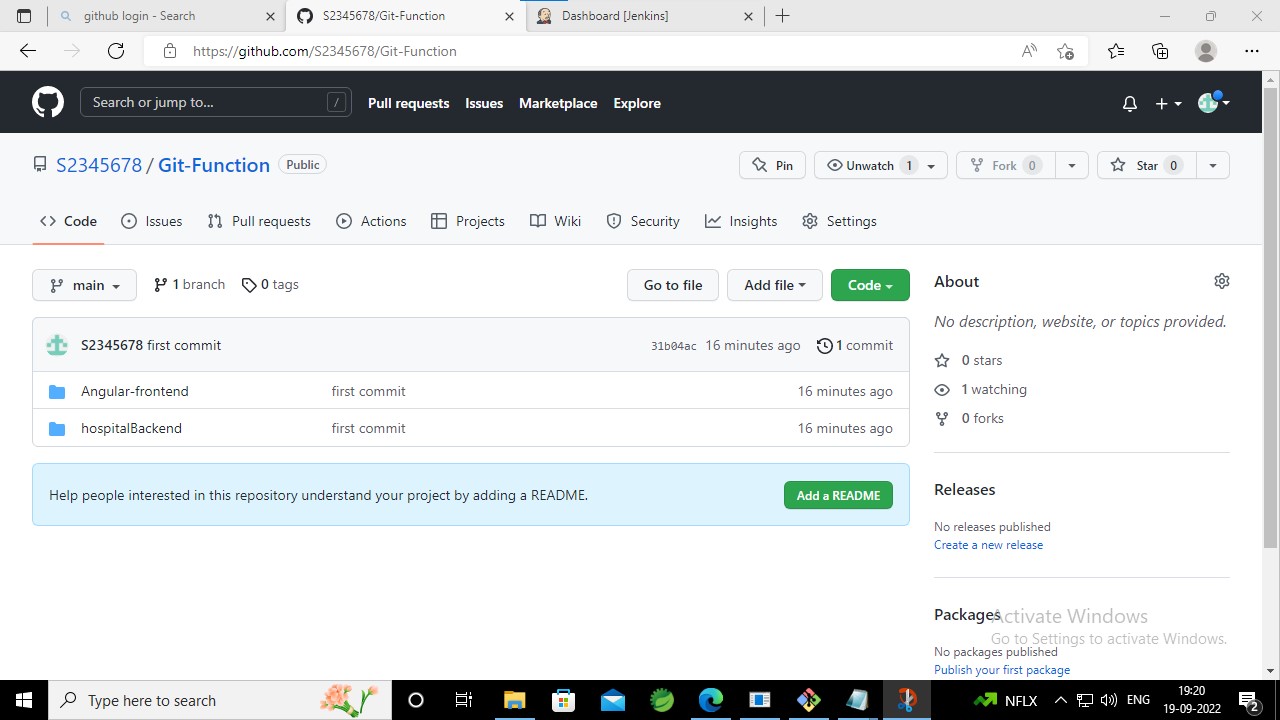 github login - Search
S2345678/Git-Function
Dashboard [Jenkins]
https://github.com/S2345678/Git-Function
Search or jump to...
/
Pull requests
Issues
Marketplace
Explore
S2345678 / Git-Function
Public
Pin
Unwatch 1
Fork 0
Star 0
Code
Issues
Pull requests
Actions
Projects
Wiki
Security
Insights
Settings
main
1 branch
0 tags
Go to file
Add file
Code
S2345678 first commit
31b04ac 16 minutes ago
1 commit
Angular-frontend
first commit
16 minutes ago
hospitalBackend
first commit
16 minutes ago
Help people interested in this repository understand your project by adding a README.
Add a README
About
No description, website, or topics provided.
0 stars
1 watching
0 forks
Releases
No releases published
Create a new release
Packages
No packages published
Publish your first package
Activate Windows
Go to Settings to activate Windows.
Type here to search
NFLX
ENG
19:20
19-09-2022
2